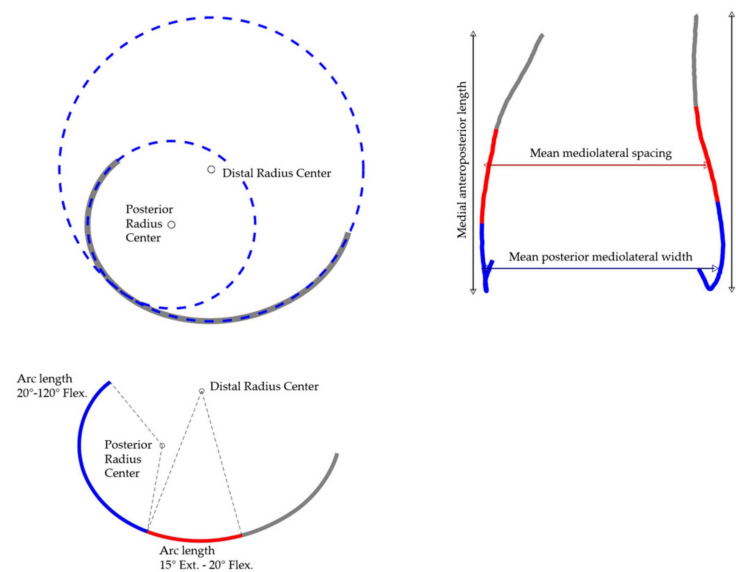 Distal Radius Center
Posterior
Radius
Center
Medial anteroposterior length
Mean mediolateral spacing
Mean posterior mediolateral width
Arc length
20°-120° Flex.
Distal Radius Center
Posterior
Radius
Center
Arc length
15° Ext. - 20° Flex.